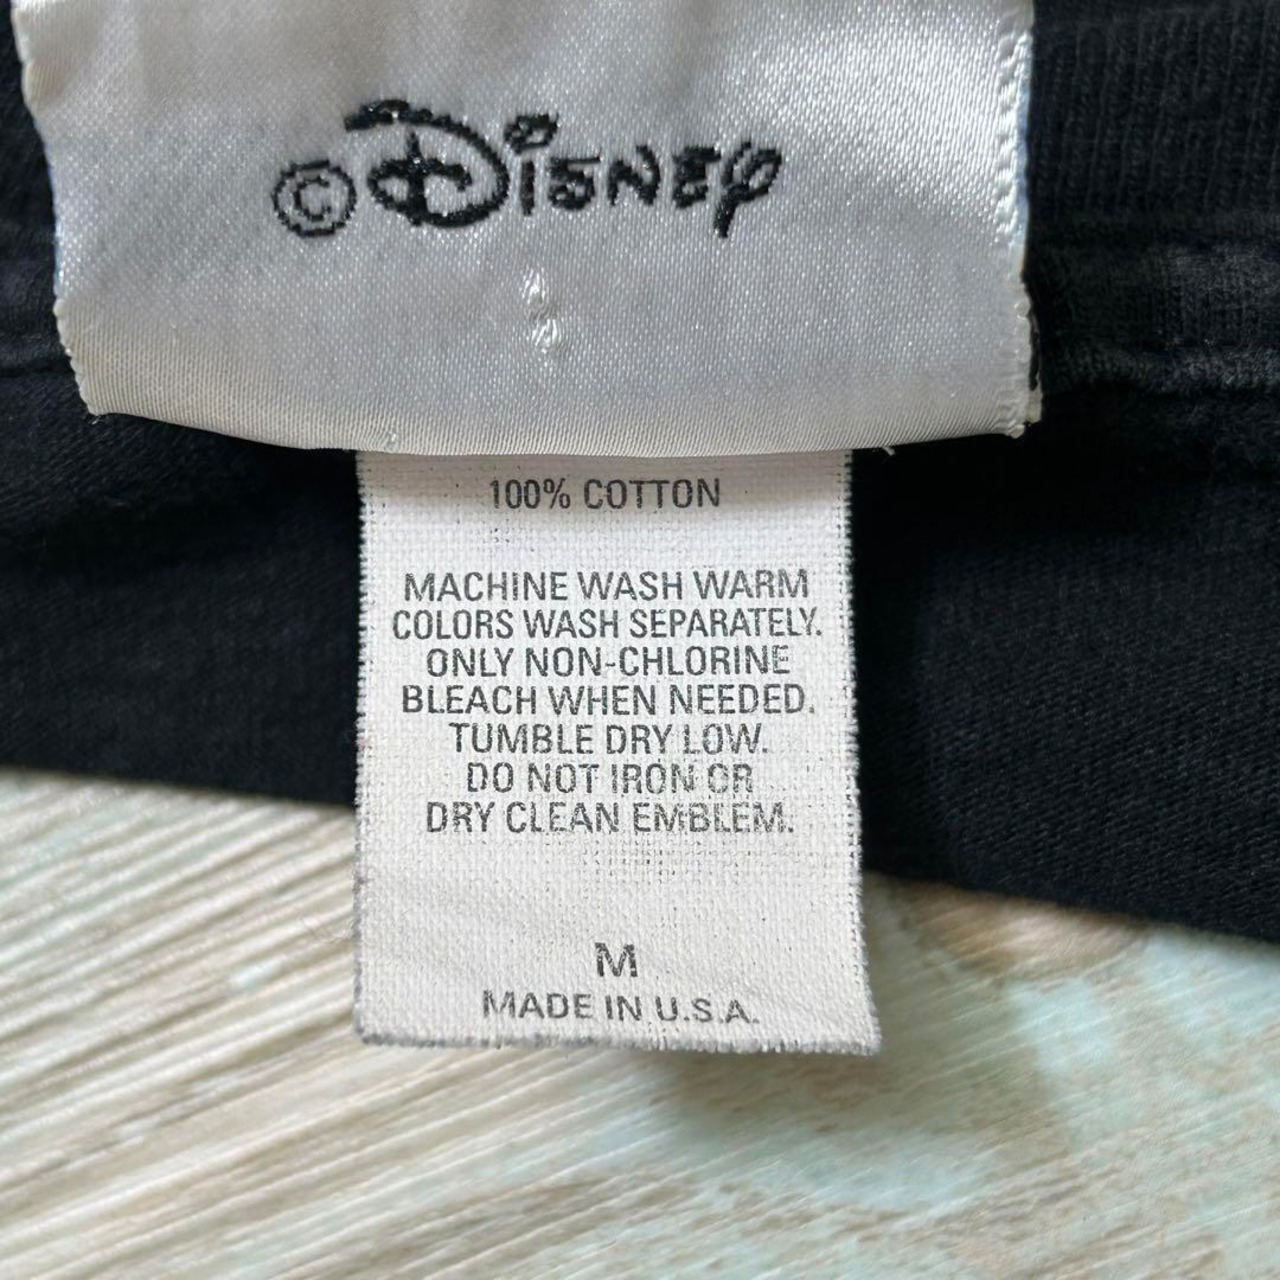 ©Disney
100% COTTON
MACHINE WASH WARM
COLORS WASH SEPARATELY.
ONLY NON-CHLORINE
BLEACH WHEN NEEDED.
TUMBLE DRY LOW.
DO NOT IRON OR
DRY CLEAN EMBLEM.
M
MADE IN U.S.A.